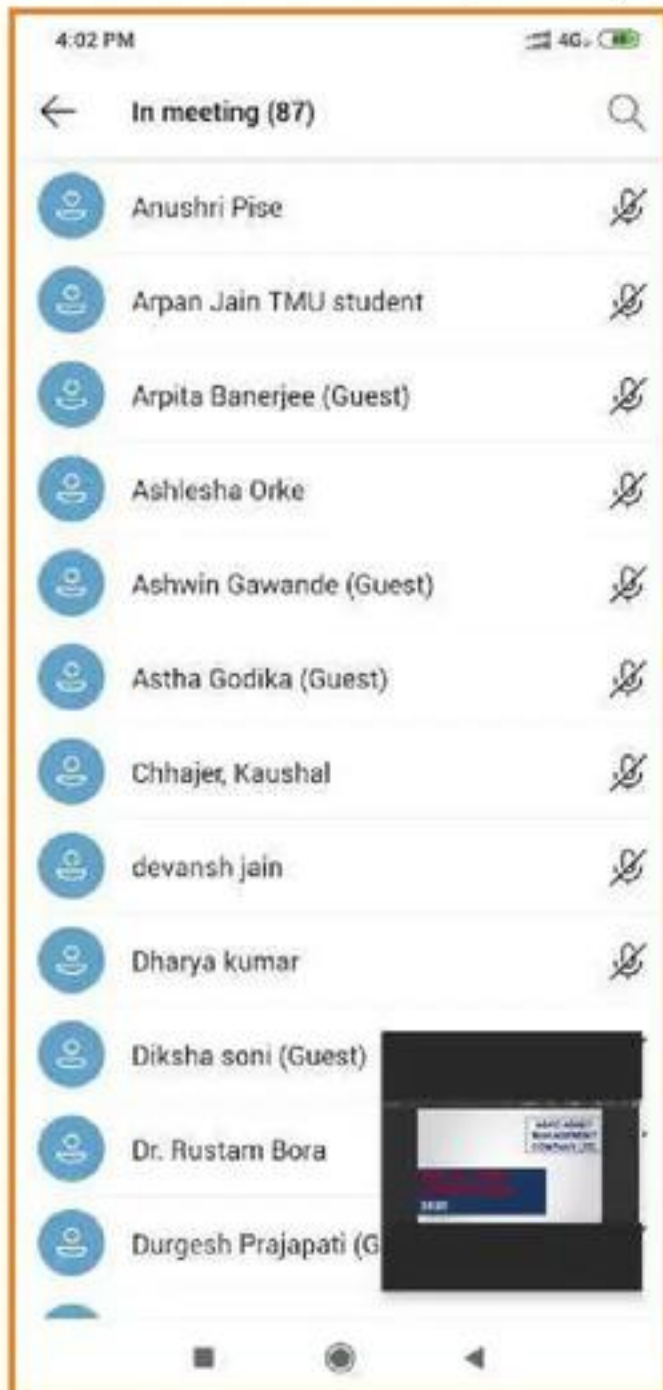 4:02 PM 4G
In meeting (87)
Anushri Pise
Arpan Jain TMU student
Arpita Banerjee (Guest)
Ashlesha Orke
Ashwin Gawande (Guest)
Astha Godika (Guest)
Chhajer, Kaushal
devansh jain
Dharya kumar
Diksha soni (Guest)
Dr. Rustam Bora
Durgesh Prajapati (G
MANAGEMENT